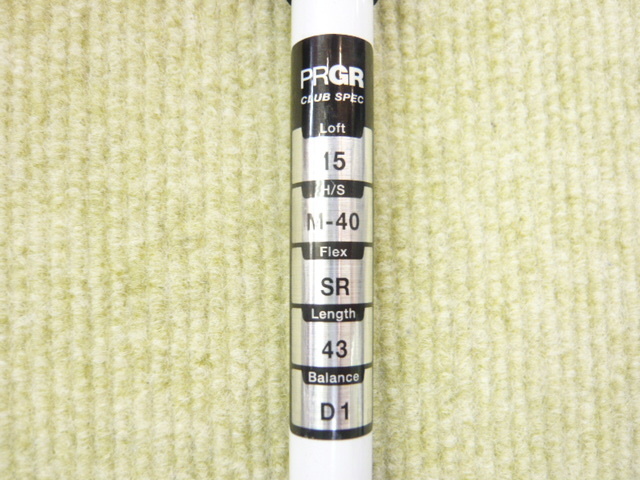 PRGR
CLUB SPEC
Loft
15
H/S
M-40
Flex
SR
Length
43
Balance
D1